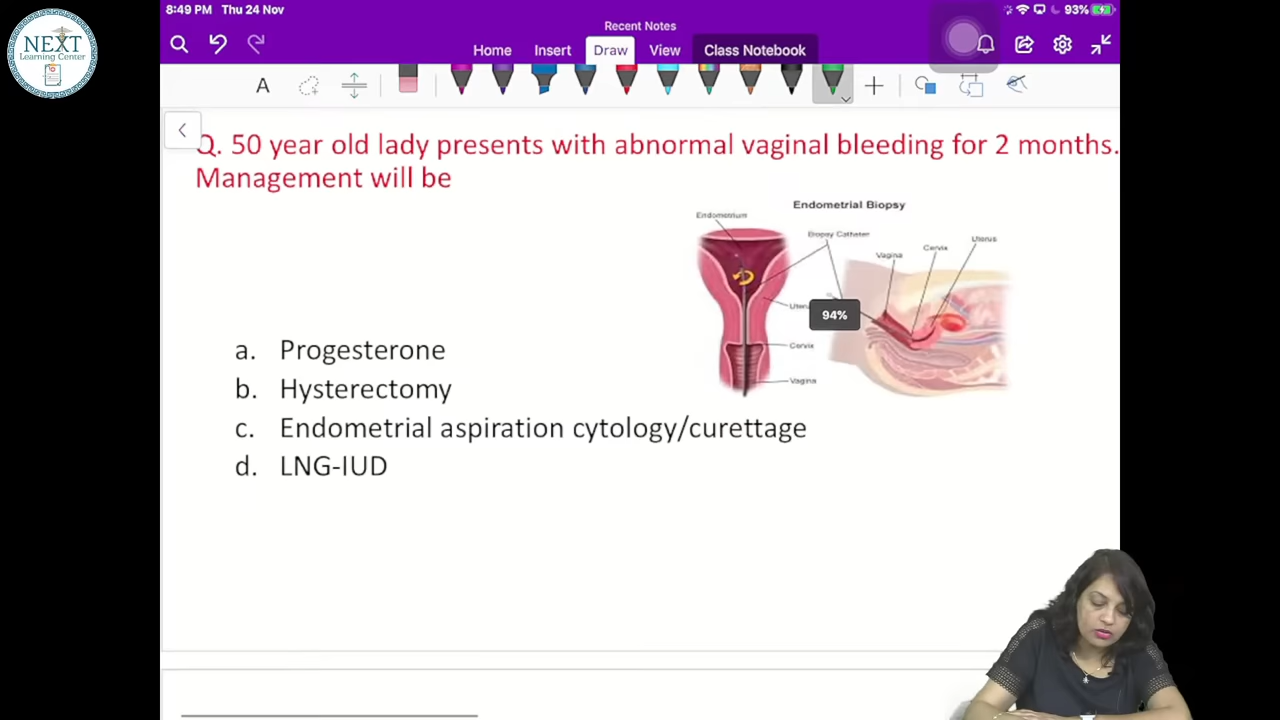 8:49 PM Thu 24 Nov
93%
NEXT
Learning Center
Recent Notes
Home Insert Draw View Class Notebook
A
Q. 50 year old lady presents with abnormal vaginal bleeding for 2 months.
Management will be
Endometrial Biopsy
Endometrium
Biopsy Catheter
Vagina
Cervix
Uterus
94%
Cervix
Vagina
a. Progesterone
b. Hysterectomy
c. Endometrial aspiration cytology/curettage
d. LNG-IUD